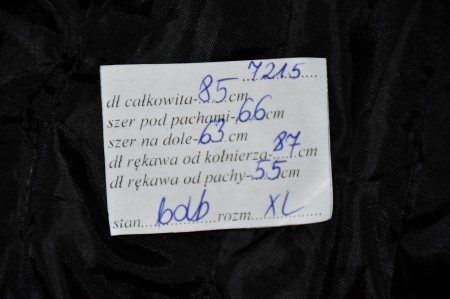 7215
dł całkowita-85cm
szer pod pachami-66cm
szer na dole-63cm
dł rękawa od kołnierza-87cm
dł rękawa od pachy-55cm
stan bdb rozm XL